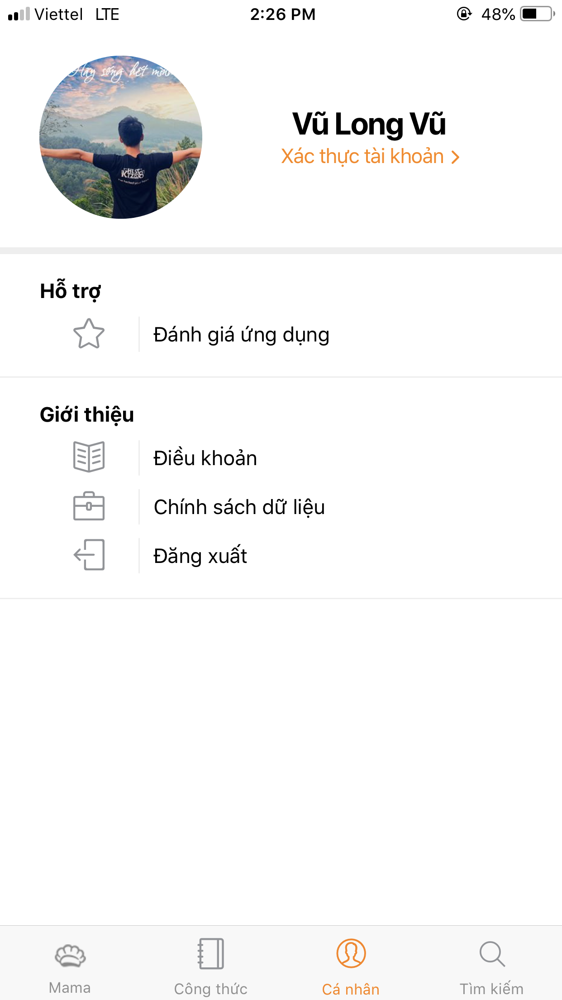 Viettel LTE 2:26 PM 48%
Hãy sống hết mình
Vũ Long Vũ
Xác thực tài khoản
Hỗ trợ
Đánh giá ứng dụng
Giới thiệu
Điều khoản
Chính sách dữ liệu
Đăng xuất
Mama Công thức Cá nhân Tìm kiếm